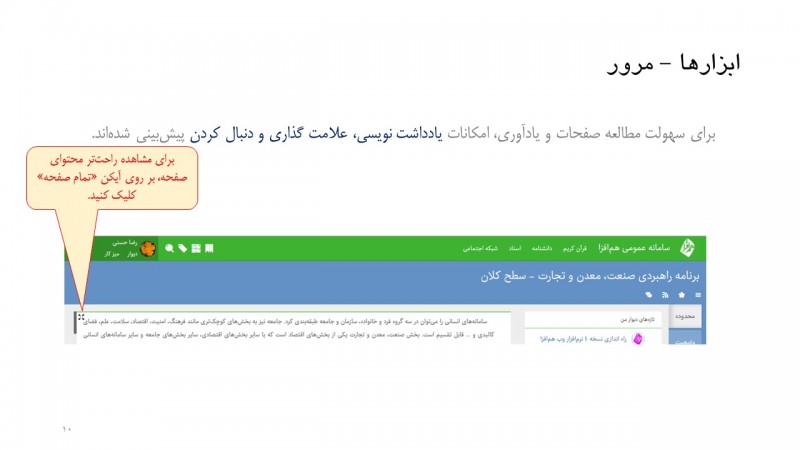 ابزارها – مرور
برای سهولت مطالعه صفحات و یادآوری، امکانات یادداشت نویسی، علامت گذاری و دنبال کردن پیش‌بینی شده‌اند.
برای مشاهده راحت‌تر محتوای
صفحه، بر روی آیکن «تمام صفحه»
کلیک کنید.
سامانه عمومی هم‌افزا قرآن کریم دانشنامه اسناد شبکه اجتماعی
رضا حسنی
دیوار میز کار
برنامه راهبردی صنعت، معدن و تجارت - سطح کلان
محدوده
تازه‌های دیوار من
راه اندازی نسخه ۶ نرم‌افزار وب هم‌افزا
سامانه‌های انسانی را می‌توان در سه گروه فرد و خانواده، سازمان و جامعه طبقه‌بندی کرد. جامعه نیز به بخش‌های کوچک‌تری مانند فرهنگ، امنیت، اقتصاد، سلامت، علم، فضای
کالبدی و ... قابل تقسیم است. بخش صنعت، معدن و تجارت یکی از بخش‌های اقتصاد است که با سایر بخش‌های اقتصادی، سایر بخش‌های جامعه و سایر سامانه‌های انسانی
۱۰